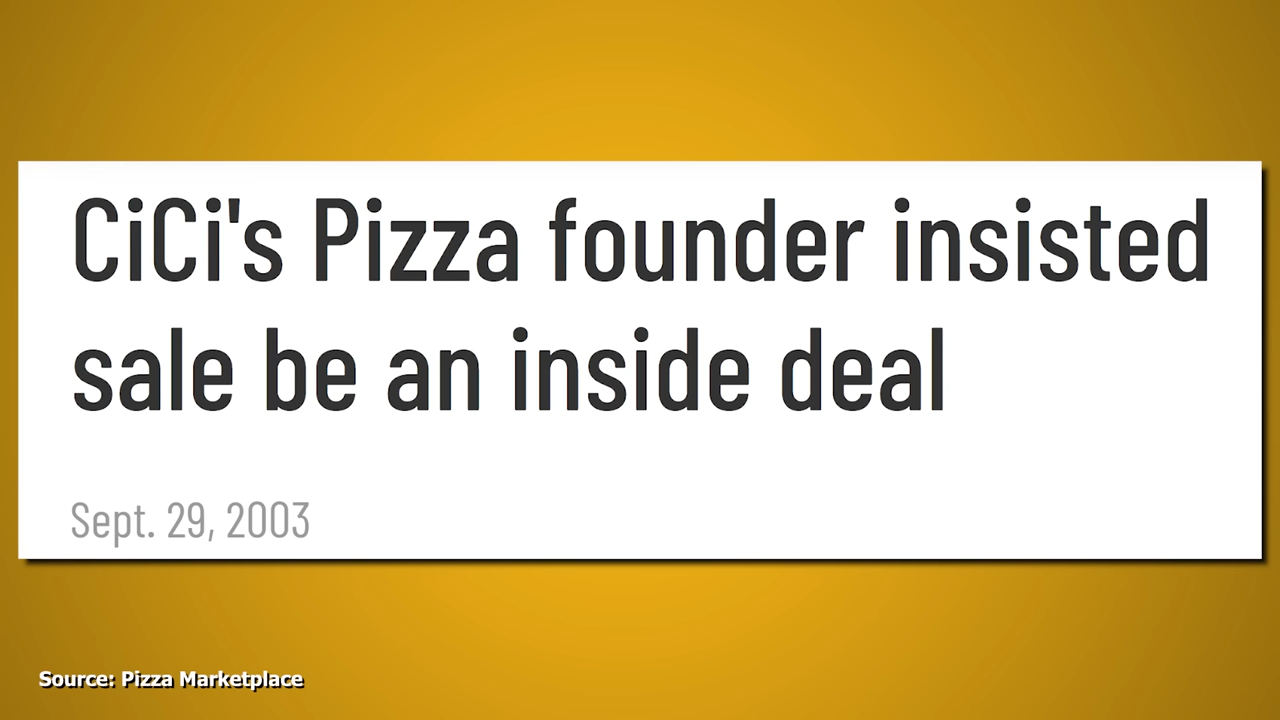 CiCi's Pizza founder insisted
sale be an inside deal
Sept. 29, 2003
Source: Pizza Marketplace